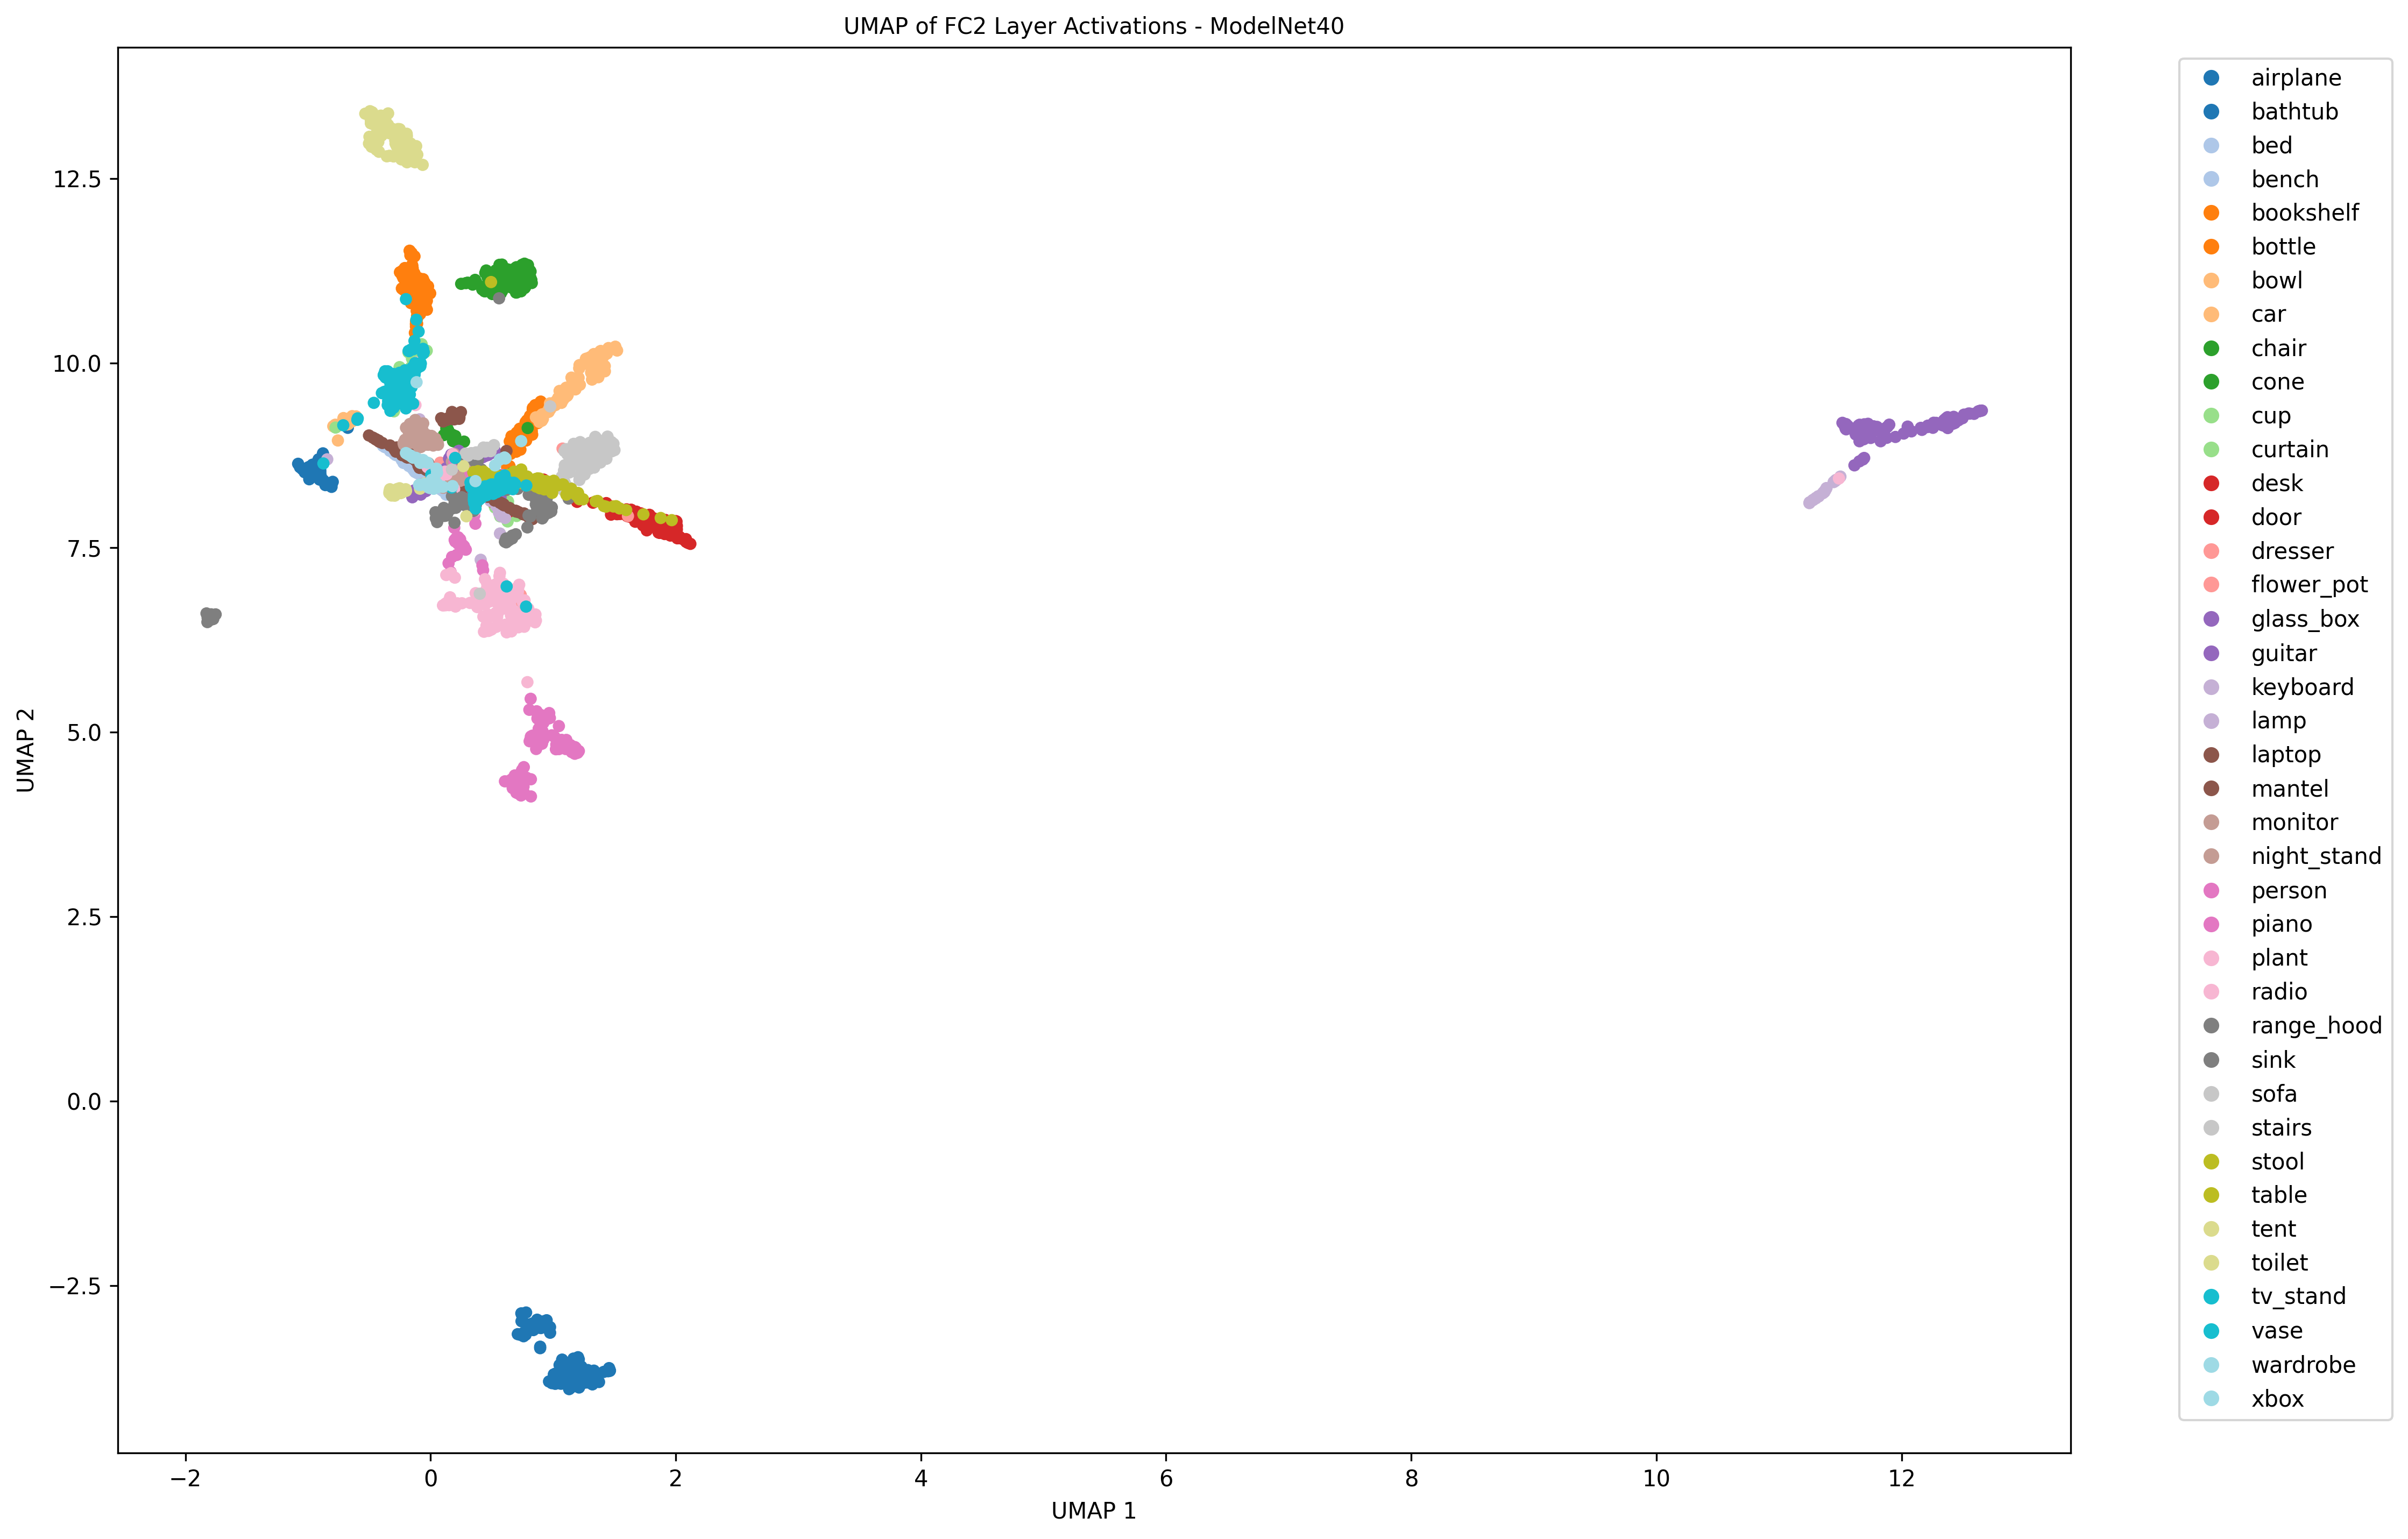 UMAP of FC2 Layer Activations - ModelNet40
12.5
10.0
7.5
5.0
2.5
0.0
−2.5
UMAP 2
−2
0
2
4
6
8
10
12
UMAP 1
airplane
bathtub
bed
bench
bookshelf
bottle
bowl
car
chair
cone
cup
curtain
desk
door
dresser
flower_pot
glass_box
guitar
keyboard
lamp
laptop
mantel
monitor
night_stand
person
piano
plant
radio
range_hood
sink
sofa
stairs
stool
table
tent
toilet
tv_stand
vase
wardrobe
xbox